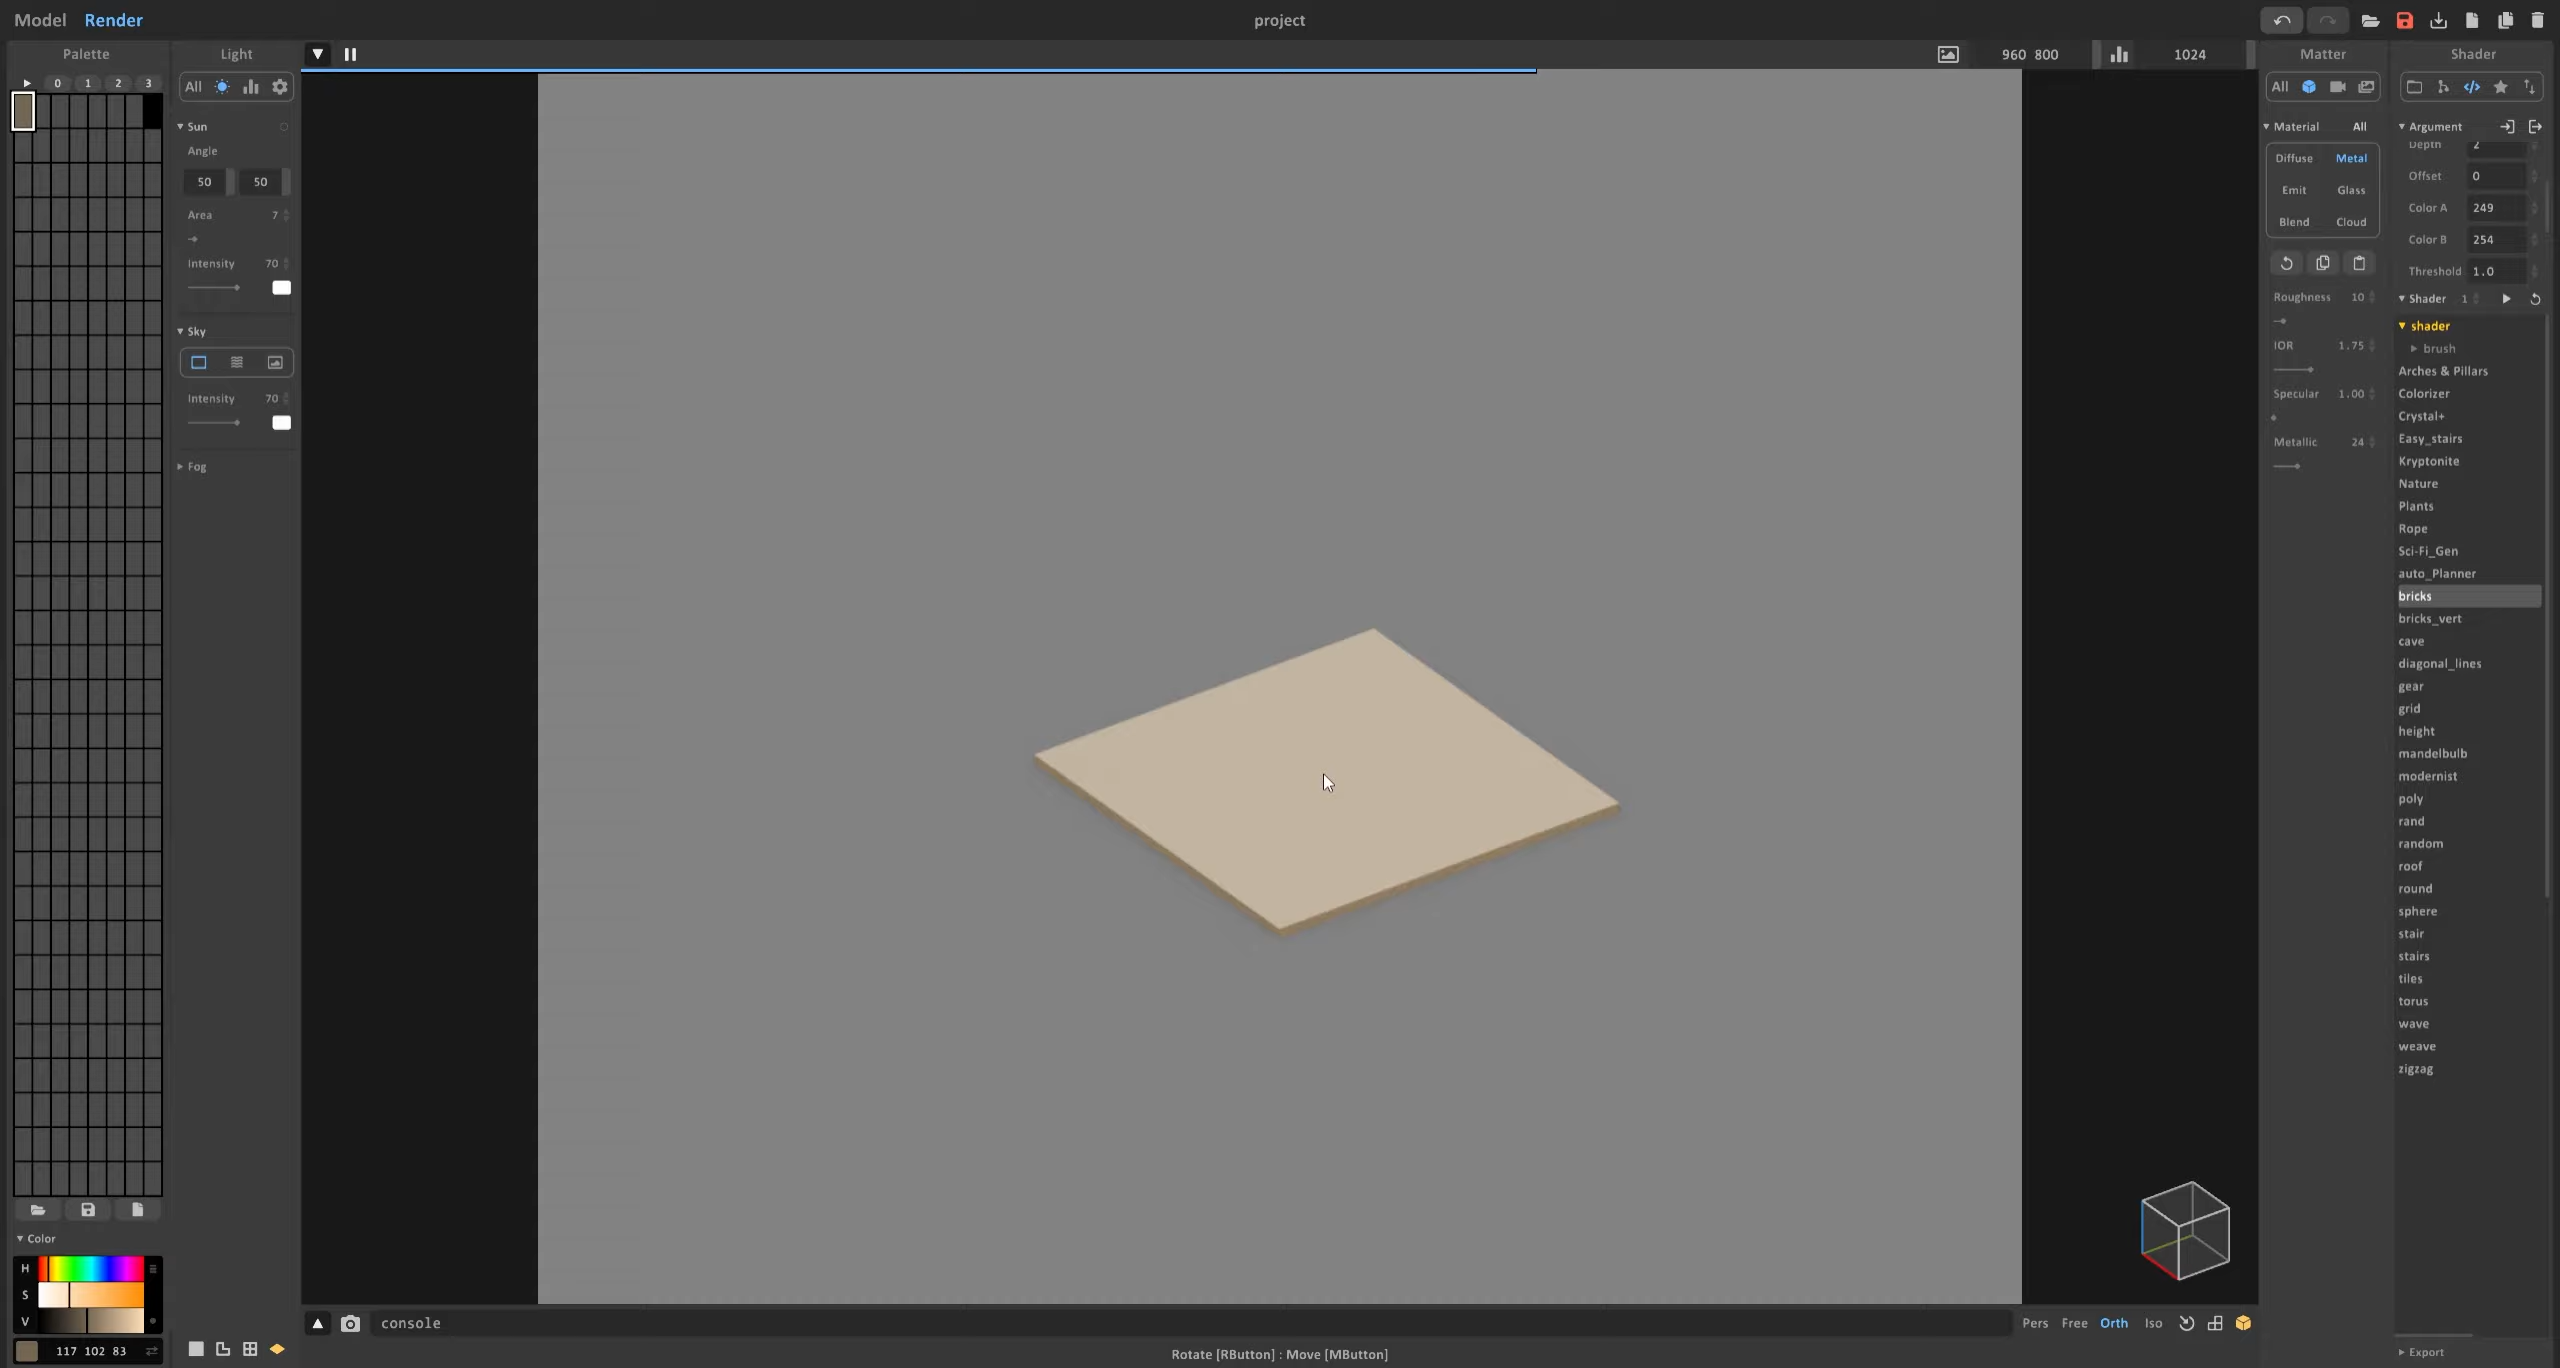 Model Render project
Palette Light 960 800 1024 Matter Shader
0 1 2 3 All All
Sun Material All Argument
Angle
50 50
Area 7
Intensity 70
Sky
Intensity 70
Fog
Diffuse Metal
Emit Glass
Blend Cloud
Roughness 10
IOR 1.75
Specular 1.00
Metallic 24
Depth 2
Offset 0
Color A 249
Color B 254
Threshold 1.0
Shader 1
shader
brush
Arches & Pillars
Colorizer
Crystal+
Easy_stairs
Kryptonite
Nature
Plants
Rope
Sci-Fi_Gen
auto_Planner
bricks
bricks_vert
cave
diagonal_lines
gear
grid
height
mandelbulb
modernist
poly
rand
random
roof
round
sphere
stair
stairs
tiles
torus
wave
weave
zigzag
Color
H
S
V
117 102 83
console
Pers Free Orth Iso
Rotate [RButton] : Move [MButton]
Export